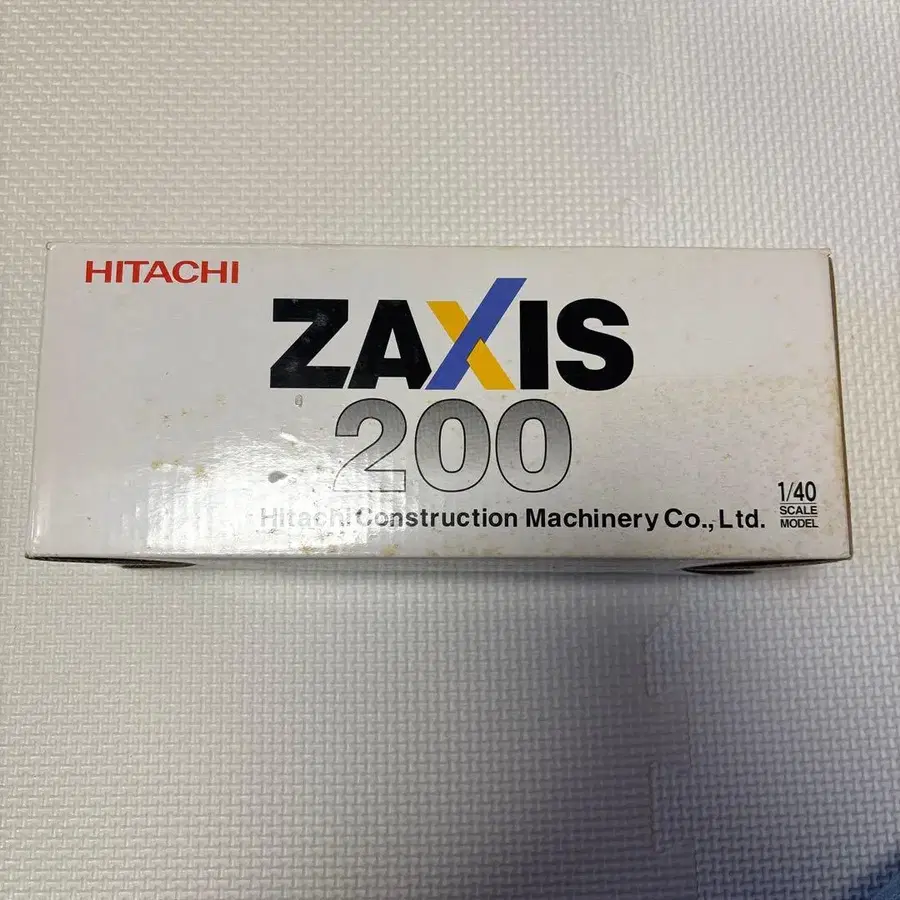 HITACHI
ZAXIS
200
Hitachi Construction Machinery Co., Ltd.
1/40
SCALE
MODEL